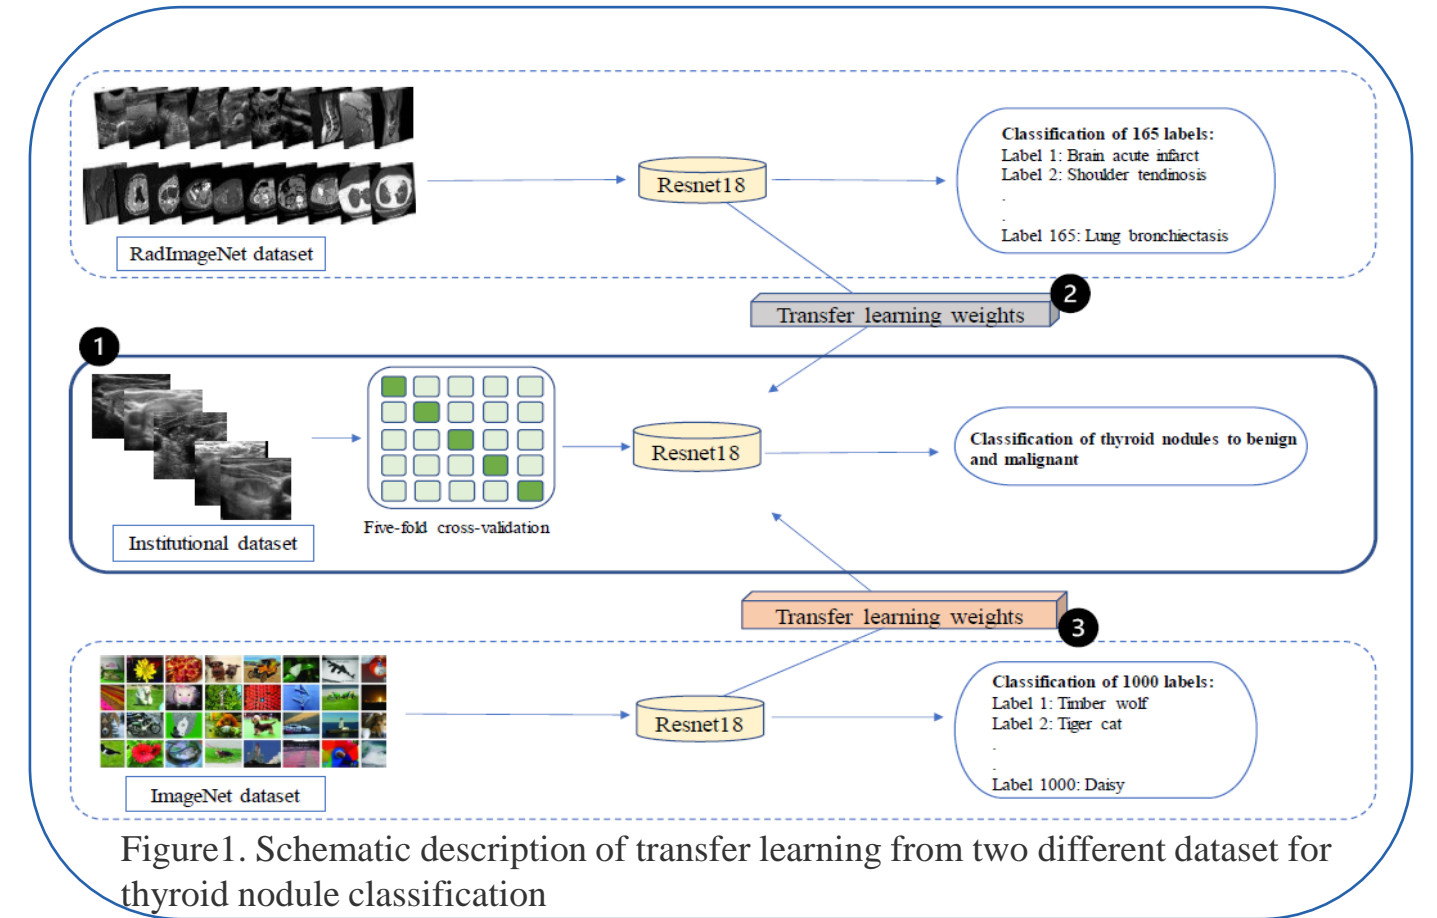 Resnet18
Classification of 165 labels:
Label 1: Brain acute infarct
Label 2: Shoulder tendinosis
.
.
Label 165: Lung bronchiectasis
RadImageNet dataset
2
Transfer learning weights
1
Resnet18
Classification of thyroid nodules to benign
and malignant
Five-fold cross-validation
Institutional dataset
Transfer learning weights
3
Resnet18
Classification of 1000 labels:
Label 1: Timber wolf
Label 2: Tiger cat
.
.
Label 1000: Daisy
ImageNet dataset
Figure1. Schematic description of transfer learning from two different dataset for
thyroid nodule classification